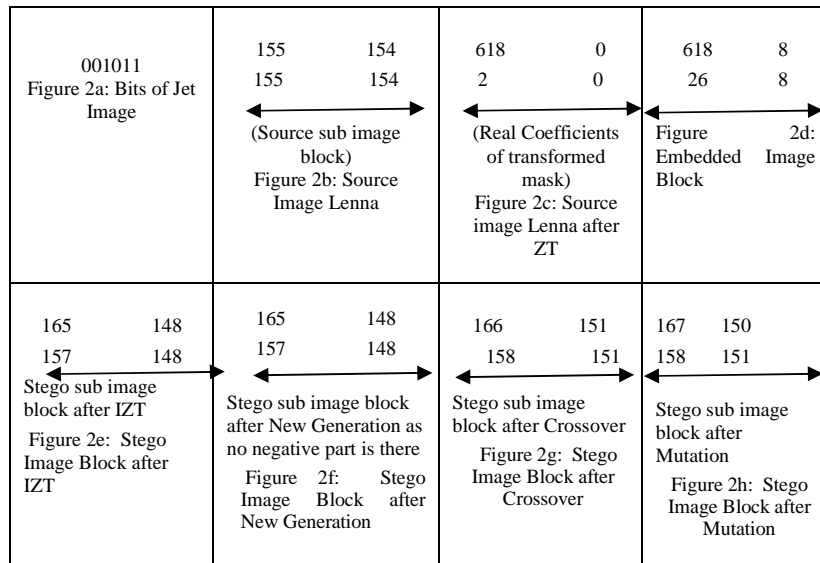 001011
Figure 2a: Bits of Jet
Image
155 154
155 154
(Source sub image
block)
Figure 2b: Source
Image Lenna
618 0
2 0
(Real Coefficients
of transformed
mask)
Figure 2c: Source
image Lenna after
ZT
618 8
26 8
Figure 2d:
Embedded Image
Block
165 148
157 148
Stego sub image
block after IZT
Figure 2e: Stego
Image Block after
IZT
165 148
157 148
Stego sub image block
after New Generation as
no negative part is there
Figure 2f: Stego
Image Block after
New Generation
166 151
158 151
Stego sub image
block after Crossover
Figure 2g: Stego
Image Block after
Crossover
167 150
158 151
Stego sub image
block after
Mutation
Figure 2h: Stego
Image Block after
Mutation